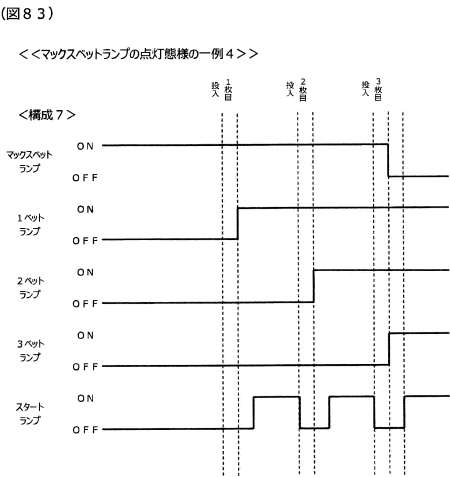 (図83)
＜＜マックスベットランプの点灯態様の一例4＞＞
1枚目
投入
2枚目
投入
3枚目
投入
＜構成7＞
マックスベット
ランプ
ON
OFF
1ベット
ランプ
ON
OFF
2ベット
ランプ
ON
OFF
3ベット
ランプ
ON
OFF
スタート
ランプ
ON
OFF